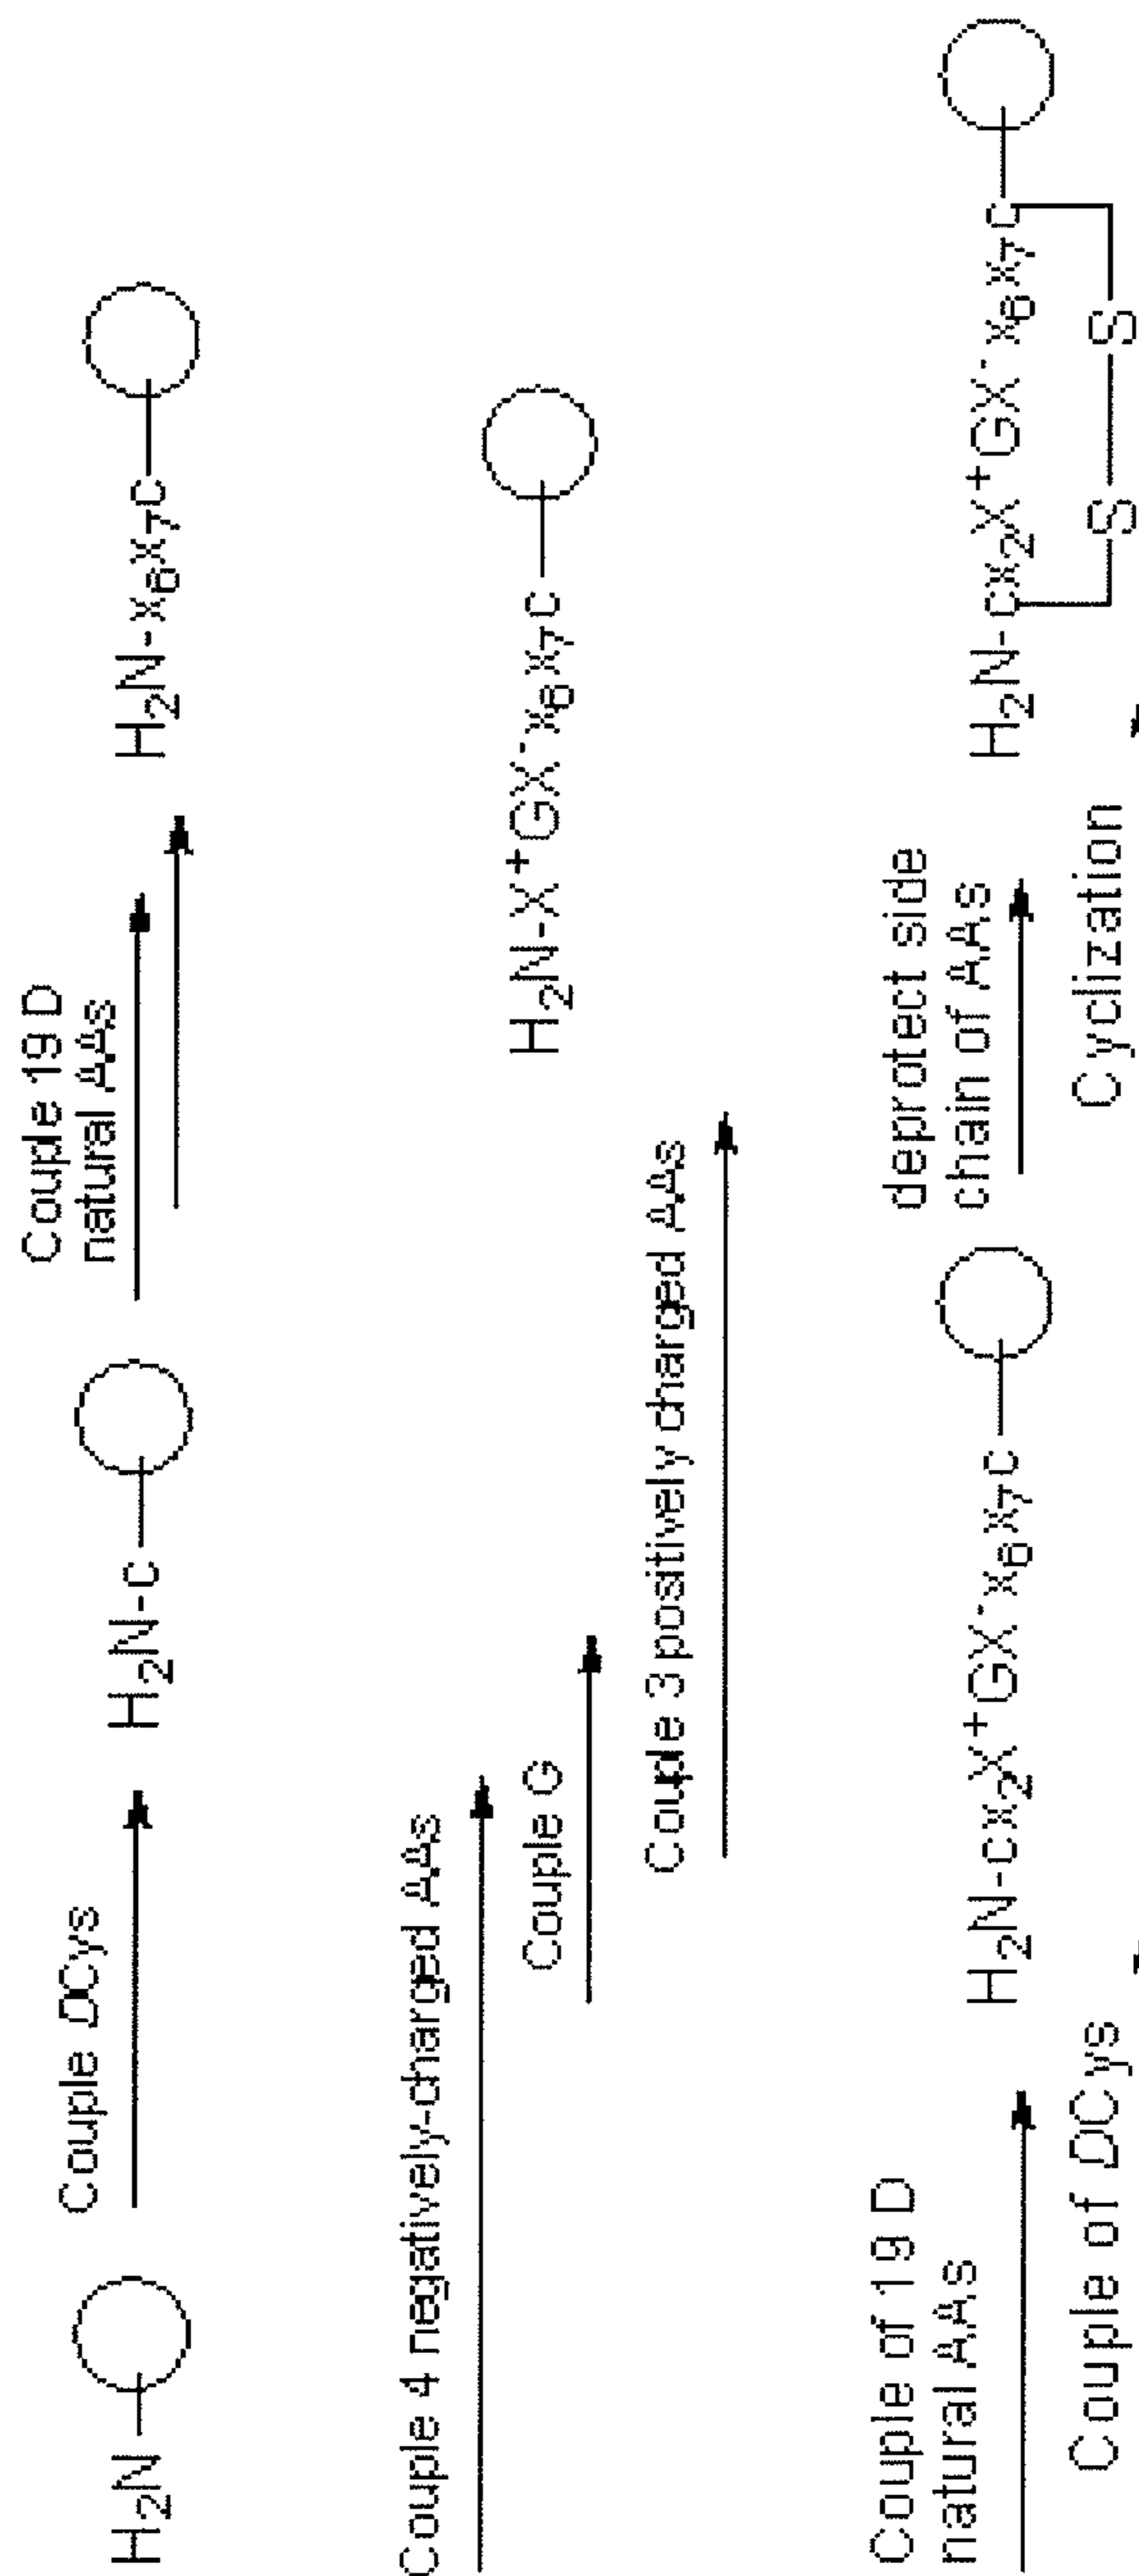 H2N
Couple DCys
H2N-c
Couple 19 D
natural AAs
H2N-x6x7c
Couple 4 negatively-charged AAs
Couple G
Couple 3 positively charged AAs
H2N-X+GX-x6x7c
Couple of 19 D
natural AAs
Couple of DCys
H2N-cx2X+GX-x6x7c
deprotect side
chain of AAs
Cyclization
H2N-cx2X+GX-x6x7c
S S